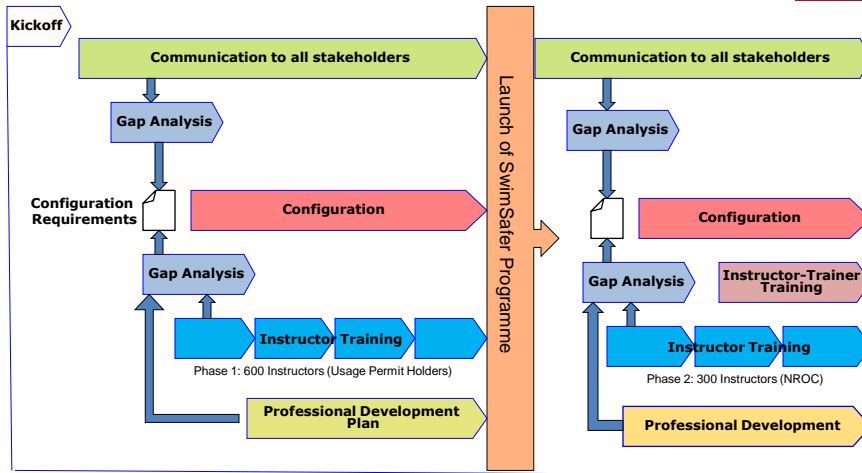 Kickoff
Communication to all stakeholders
Gap Analysis
Configuration
Requirements
Configuration
Gap Analysis
Instructor Training
Phase 1: 600 Instructors (Usage Permit Holders)
Professional Development
Plan
Launch of SwimSafer Programme
Communication to all stakeholders
Gap Analysis
Configuration
Gap Analysis
Instructor-Trainer
Training
Instructor Training
Phase 2: 300 Instructors (NROC)
Professional Development